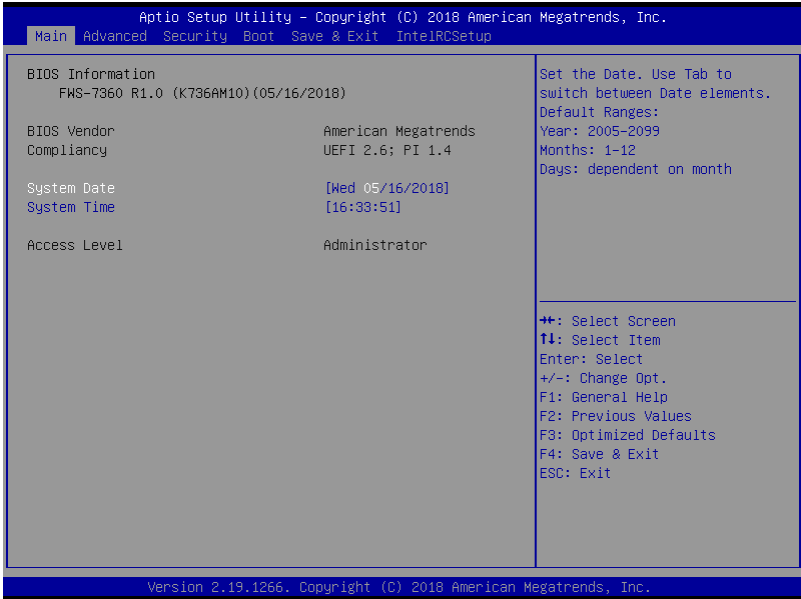 Aptio Setup Utility – Copyright (C) 2018 American Megatrends, Inc.
Main Advanced Security Boot Save & Exit IntelRCSetup
BIOS Information
FWS-7360 R1.0 (K736AM10)(05/16/2018)
BIOS Vendor American Megatrends
Compliancy UEFI 2.6; PI 1.4
System Date [Wed 05/16/2018]
System Time [16:33:51]
Access Level Administrator
Set the Date. Use Tab to
switch between Date elements.
Default Ranges:
Year: 2005-2099
Months: 1-12
Days: dependent on month
→←: Select Screen
↑↓: Select Item
Enter: Select
+/-: Change Opt.
F1: General Help
F2: Previous Values
F3: Optimized Defaults
F4: Save & Exit
ESC: Exit
Version 2.19.1266. Copyright (C) 2018 American Megatrends, Inc.